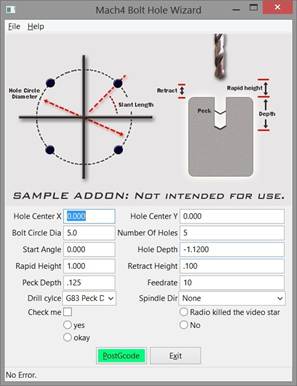 Mach4 Bolt Hole Wizard
File Help
Hole Circle
Diameter
Slant Length
Retract
Rapid height
Peck
Depth
SAMPLE ADDON: NOT INTENDED FOR USE.
Hole Center X 0.000 Hole Center Y 0.000
Bolt Circle Dia 5.0 Number Of Holes 5
Start Angle 0.000 Hole Depth -1.1200
Rapid Height 1.000 Retract Height .100
Peck Depth .125 Feedrate 10
Drill cylce G83 Peck D Spindle Dir None
Check me Radio killed the video star
yes No
okay
PostGcode Exit
No Error.